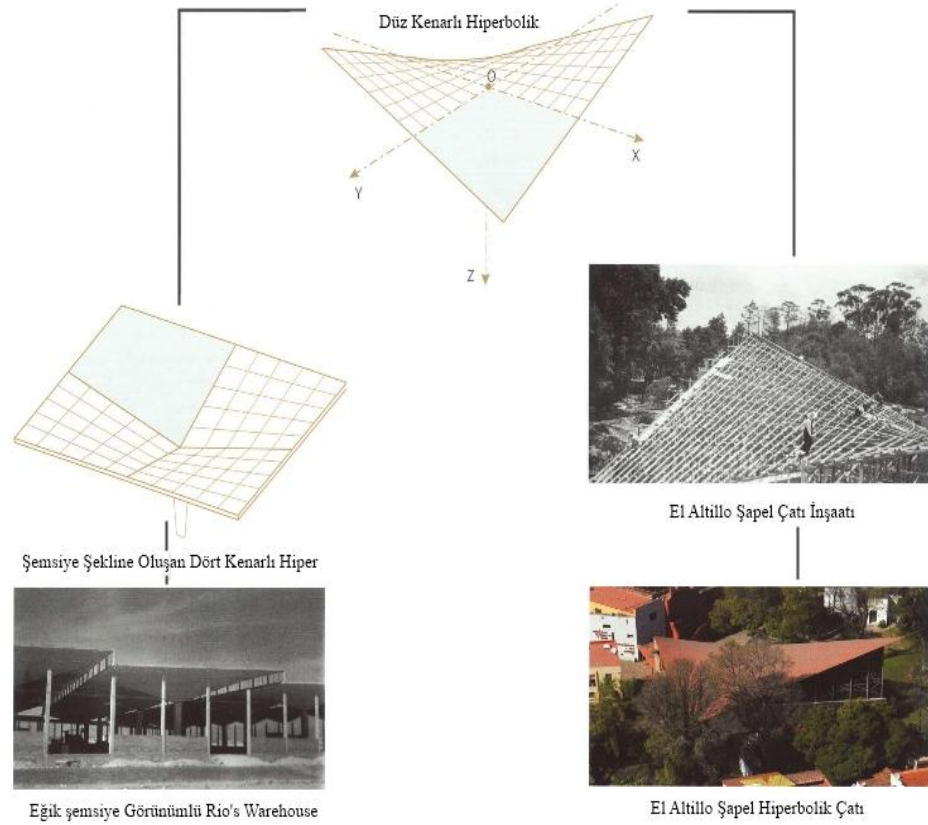 Düz Kenarlı Hiperbolik
O
X
Y
Z
El Altillo Şapel Çatı İnşaatı
Şemsiye Şekline Oluşan Dört Kenarlı Hiper
Eğik şemsiye Görünümlü Rio's Warehouse
El Altillo Şapel Hiperbolik Çatı